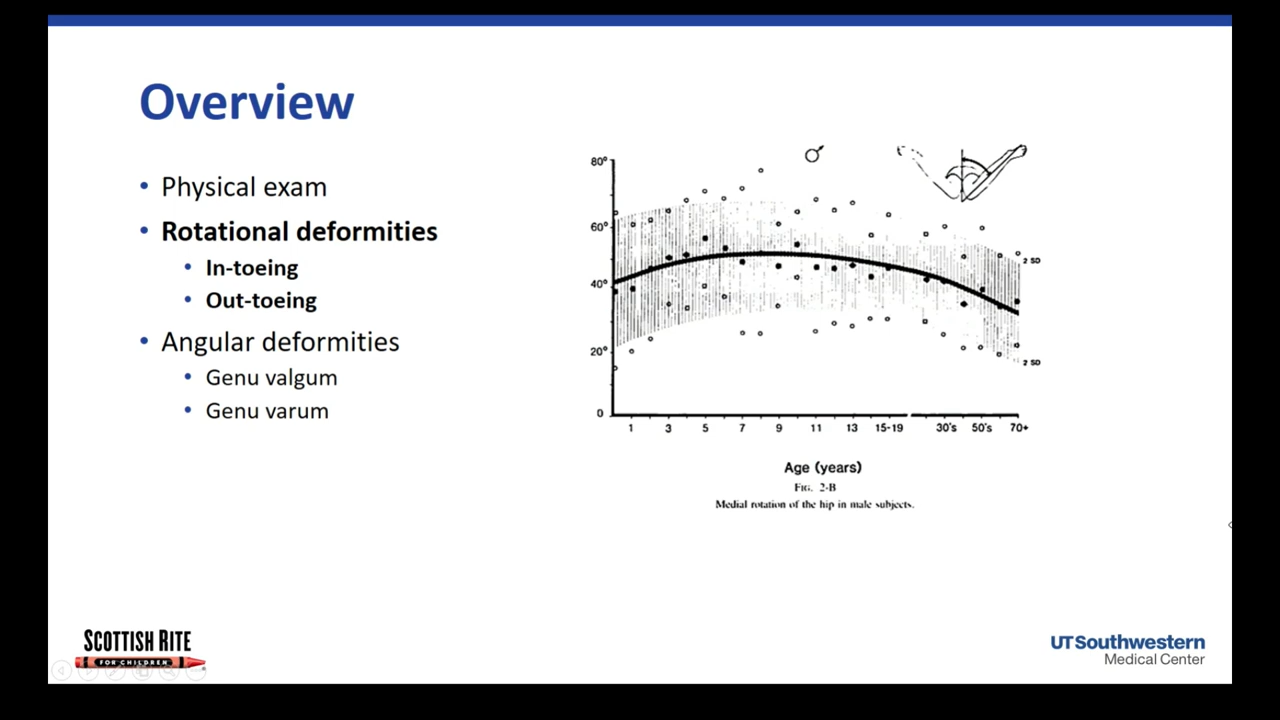 Overview
• Physical exam
• Rotational deformities
• In-toeing
• Out-toeing
• Angular deformities
• Genu valgum
• Genu varum
80°
60°
40°
20°
0
2 SD
2 SD
1 3 5 7 9 11 13 15-19 30's 50's 70+
Age (years)
FIG. 2-B
Medial rotation of the hip in male subjects.
SCOTTISH RITE
FOR CHILDREN
UT Southwestern
Medical Center